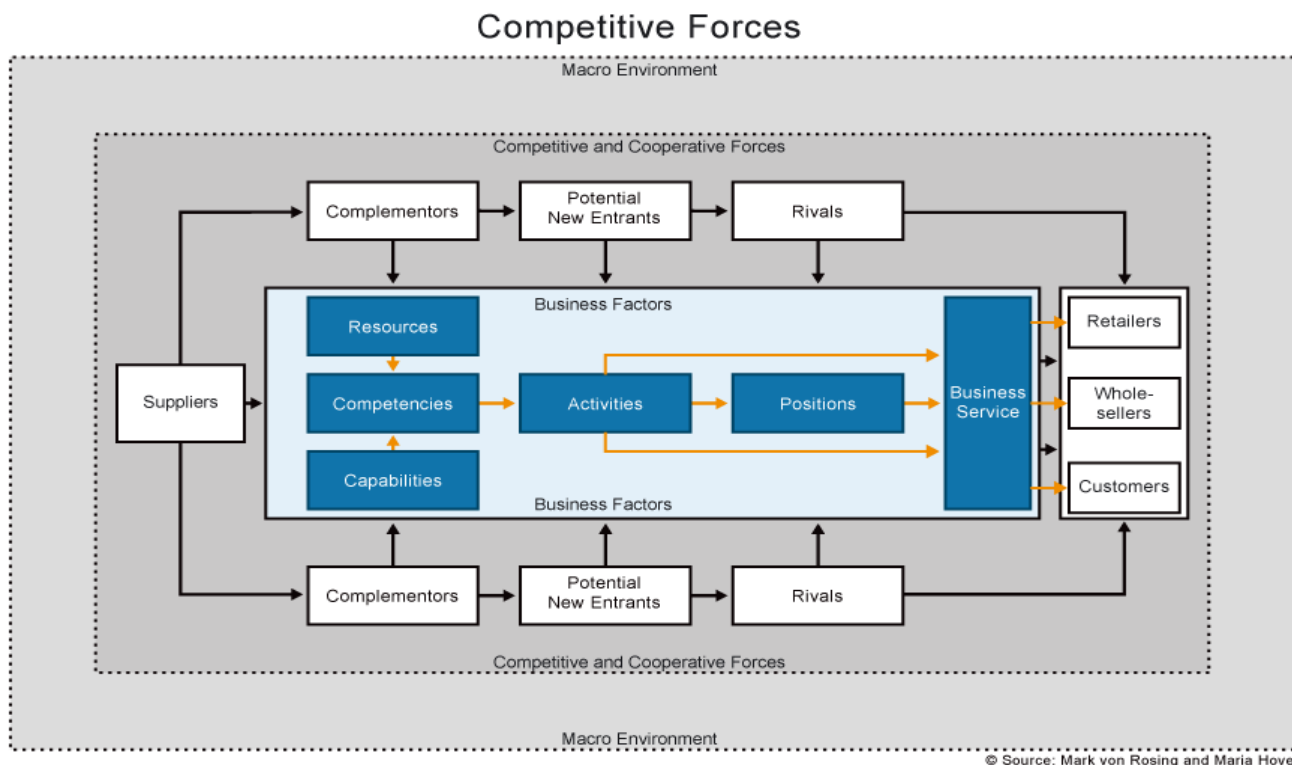 Competitive Forces
Macro Environment
Competitive and Cooperative Forces
Complementors
Potential
New Entrants
Rivals
Business Factors
Resources
Retailers
Suppliers
Competencies
Activities
Positions
Business
Service
Whole-
sellers
Capabilities
Customers
Business Factors
Complementors
Potential
New Entrants
Rivals
Competitive and Cooperative Forces
Macro Environment
© Source: Mark von Rosing and Maria Hove